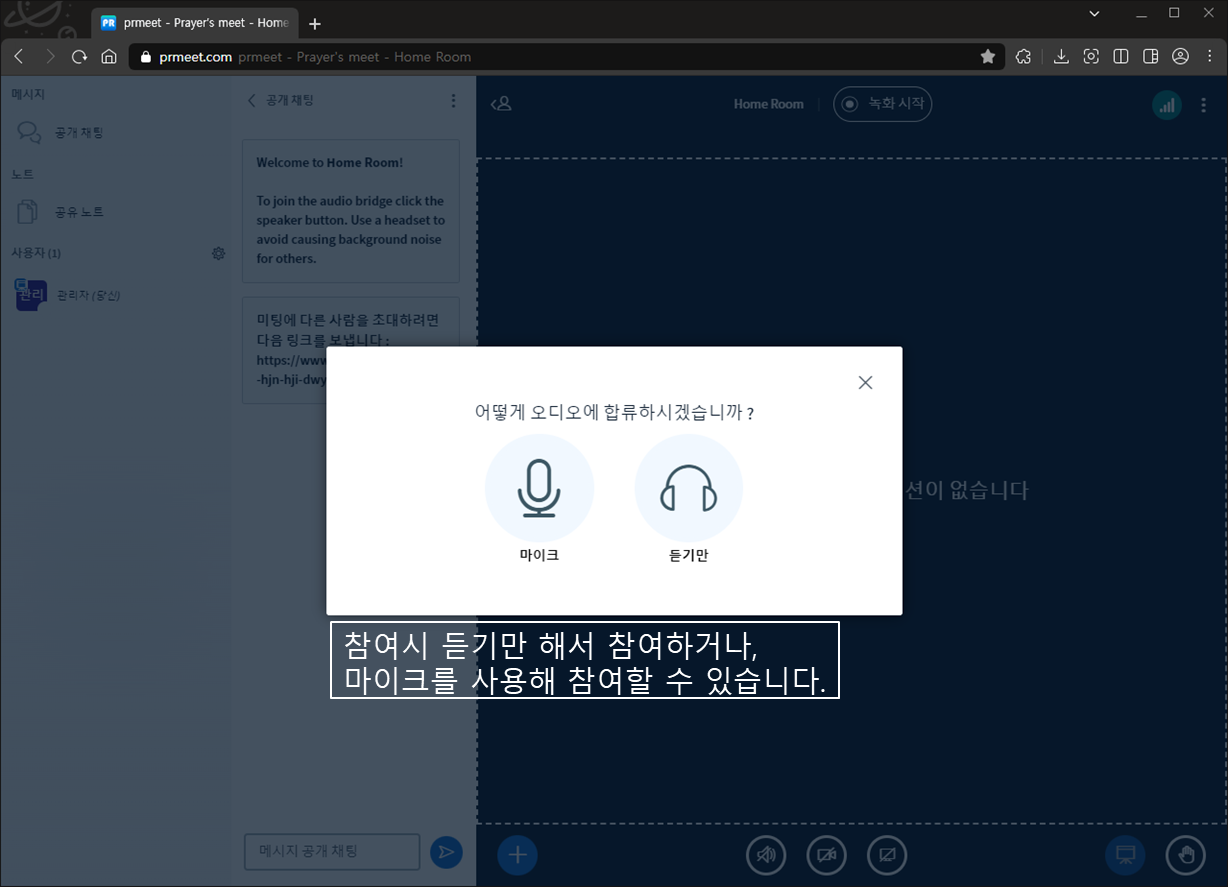 PR prmeet - Prayer's meet - Home
prmeet.com prmeet - Prayer's meet - Home Room
메시지
공개 채팅
노트
공유 노트
사용자 (1)
관리
관리자 (당신)
공개 채팅
Welcome to Home Room!
To join the audio bridge click the
speaker button. Use a headset to
avoid causing background noise
for others.
미팅에 다른 사람을 초대하려면
다음 링크를 보냅니다 :
https://www
-hjn-hji-dwy
메시지 공개 채팅
Home Room
녹화 시작
션이 없습니다
어떻게 오디오에 합류하시겠습니까 ?
마이크
듣기만
참여시 듣기만 해서 참여하거나,
마이크를 사용해 참여할 수 있습니다.